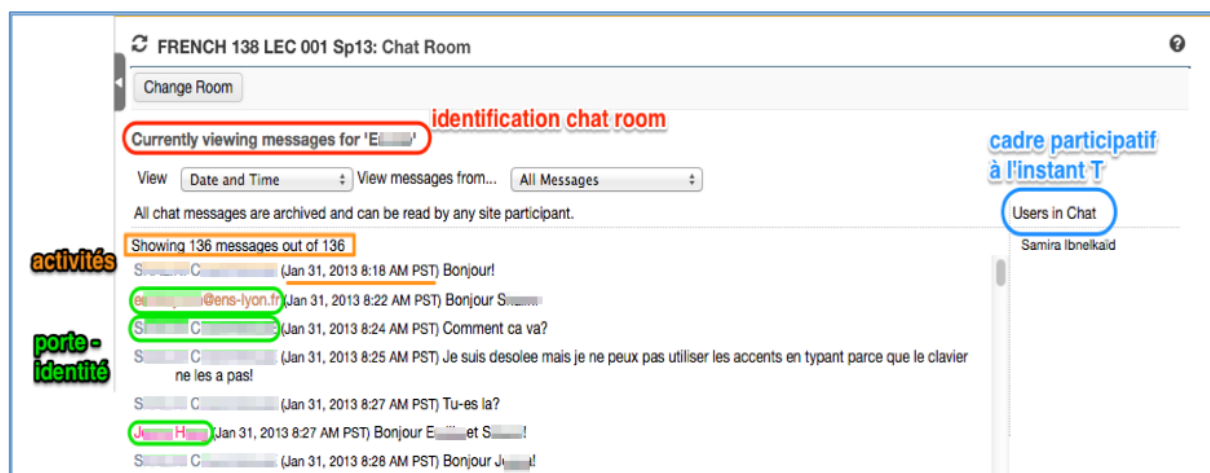 FRENCH 138 LEC 001 Sp13: Chat Room
Change Room
identification chat room
Currently viewing messages for 'E
cadre participatif
à l'instant T
View Date and Time View messages from... All Messages
All chat messages are archived and can be read by any site participant.
Users in Chat
Showing 136 messages out of 136
Samira Ibnelkaïd
activités
S C (Jan 31, 2013 8:18 AM PST) Bonjour!
@ens-lyon.fr (Jan 31, 2013 8:22 AM PST) Bonjour S
S C (Jan 31, 2013 8:24 AM PST) Comment ca va?
porte-
identité
S C (Jan 31, 2013 8:25 AM PST) Je suis desolee mais je ne peux pas utiliser les accents en typant parce que le clavier
ne les a pas!
S C (Jan 31, 2013 8:27 AM PST) Tu-es la?
J H (Jan 31, 2013 8:27 AM PST) Bonjour E et S !
S C (Jan 31, 2013 8:28 AM PST) Bonjour J !